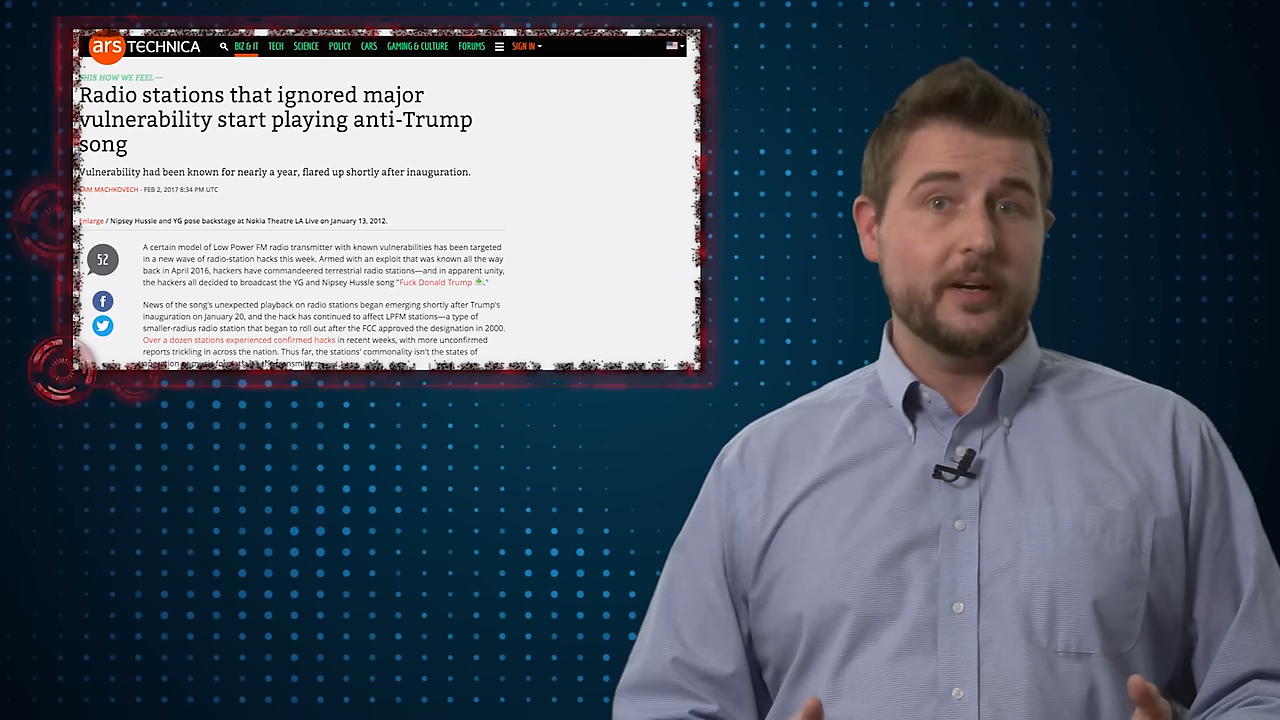 ars TECHNICA BIZ & IT TECH SCIENCE POLICY CARS GAMING & CULTURE FORUMS SIGN IN
THIS HOW WE FEEL —
Radio stations that ignored major
vulnerability start playing anti-Trump
song
Vulnerability had been known for nearly a year, flared up shortly after inauguration.
SAM MACHKOVECH - FEB 2, 2017 8:34 PM UTC
Enlarge / Nipsey Hussle and YG pose backstage at Nokia Theatre LA Live on January 13, 2012.
52
A certain model of Low Power FM radio transmitter with known vulnerabilities has been targeted
in a new wave of radio-station hacks this week. Armed with an exploit that was known all the way
back in April 2016, hackers have commandeered terrestrial radio stations—and in apparent unity,
the hackers all decided to broadcast the YG and Nipsey Hussle song "Fuck Donald Trump."
News of the song's unexpected playback on radio stations began emerging shortly after Trump's
inauguration on January 20, and the hack has continued to affect LPFM stations—a type of
smaller-radius radio station that began to roll out after the FCC approved the designation in 2000.
Over a dozen stations experienced confirmed hacks in recent weeks, with more unconfirmed
reports trickling in across the nation. Thus far, the stations' commonality isn't the states of